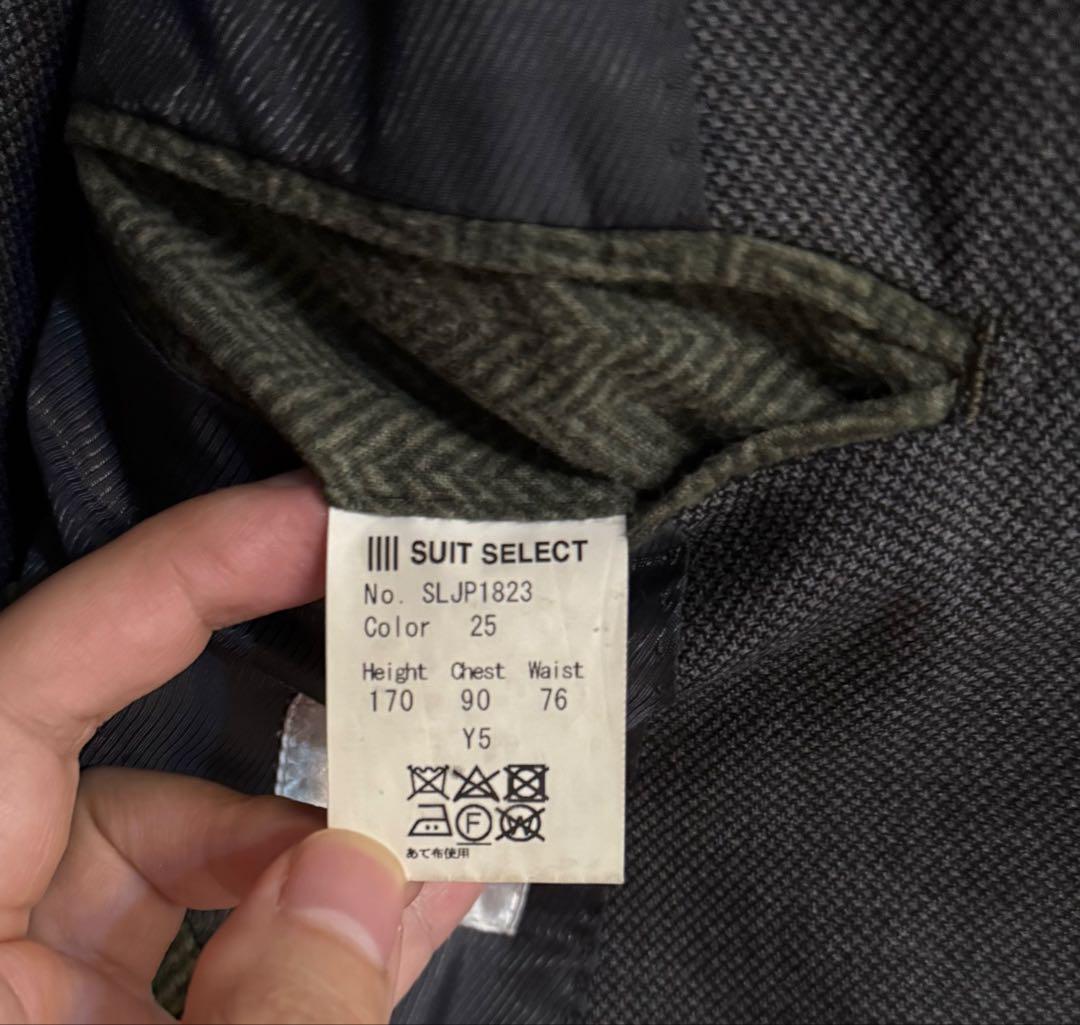 SUIT SELECT
No. SLJP1823
Color 25
Height Chest Waist
170 90 76
Y5
F W
あて布使用